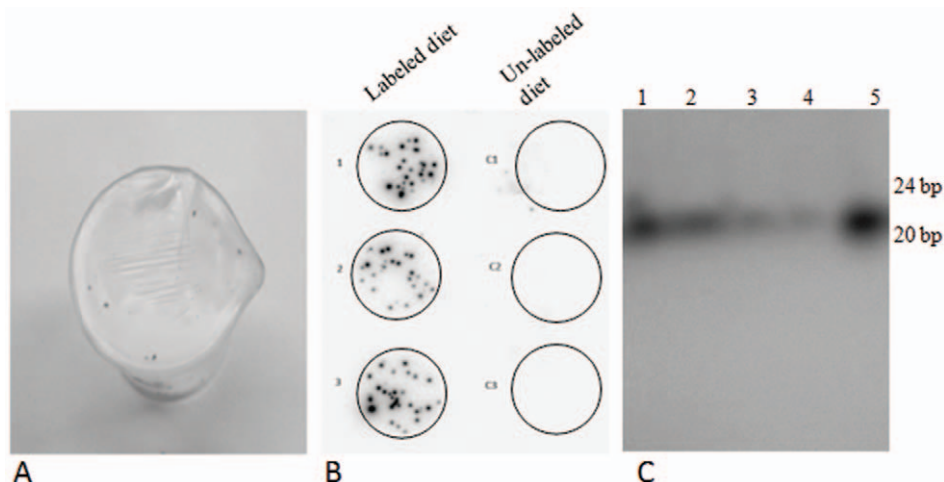 Labeled diet
Un-labeled
diet
1
C1
2
C2
3
C3
1 2 3 4 5
24 bp
20 bp
A
B
C